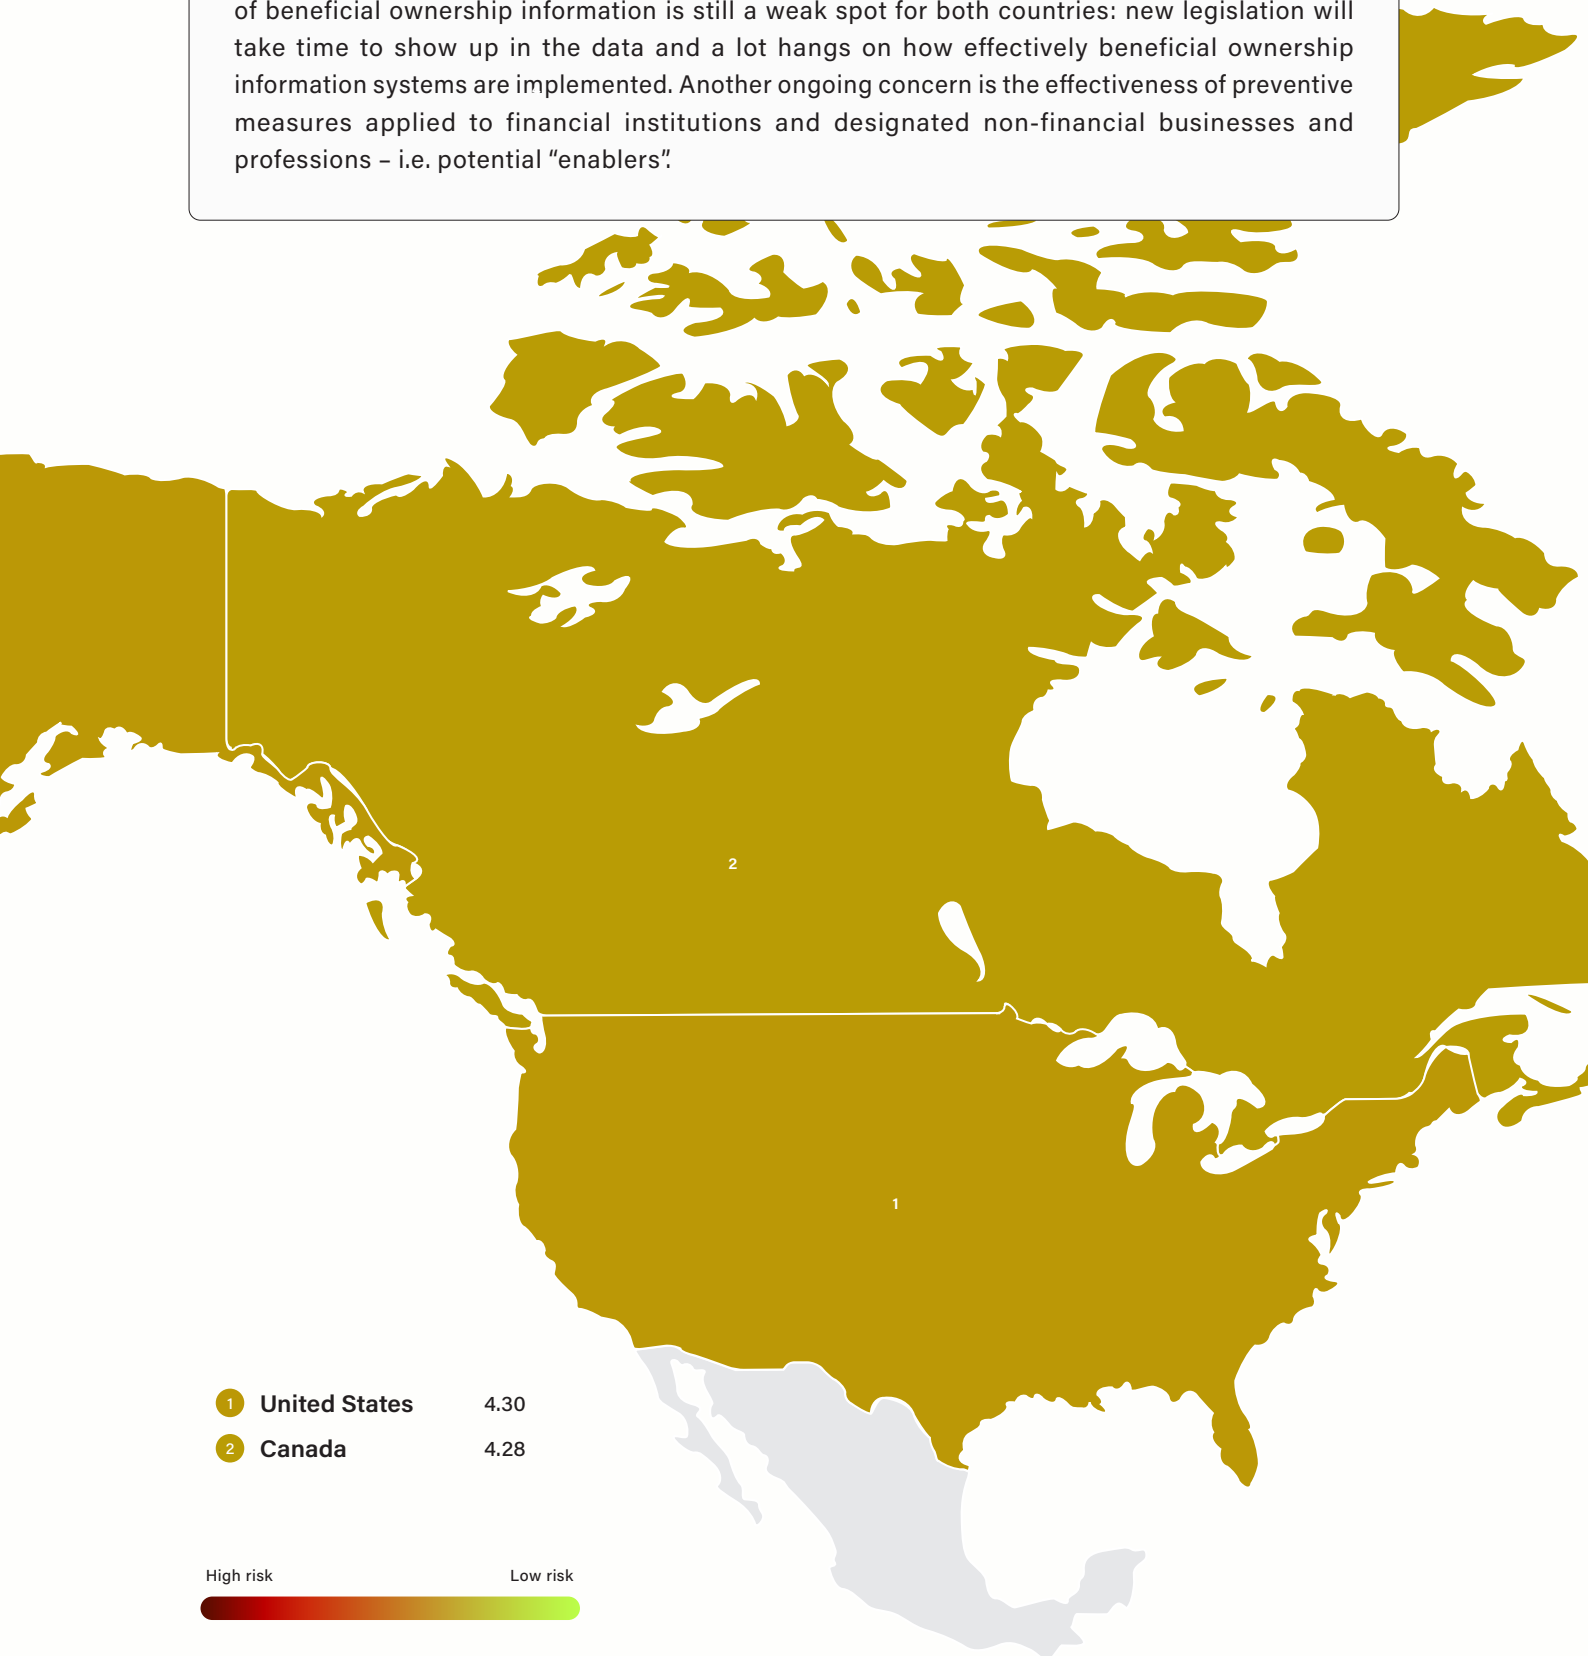 of beneficial ownership information is still a weak spot for both countries: new legislation will
take time to show up in the data and a lot hangs on how effectively beneficial ownership
information systems are implemented. Another ongoing concern is the effectiveness of preventive
measures applied to financial institutions and designated non-financial businesses and
professions – i.e. potential “enablers”.
2
1
1 United States 4.30
2 Canada 4.28
High risk Low risk